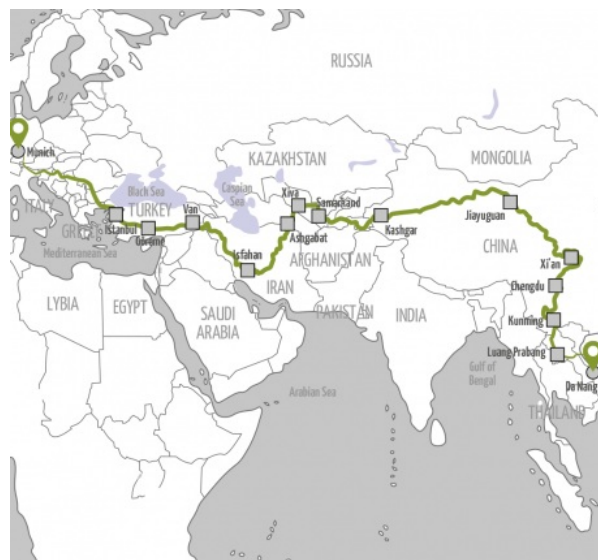 RUSSIA
Munich
KAZAKHSTAN
MONGOLIA
Black Sea
Caspian
Sea
Xiva
Samarkand
ITALY
TURKEY
Van
Istanbul
Göreme
GREECE
Ashgabat
Kashgar
Jiayuguan
Mediterranean Sea
Isfahan
AFGHANISTAN
CHINA
Xi'an
IRAN
Chengdu
LYBIA
EGYPT
SAUDI
ARABIA
PAKISTAN
INDIA
Kunming
Luang Prabang
Gulf of
Bengal
Da Nang
Arabian Sea
THAILAND